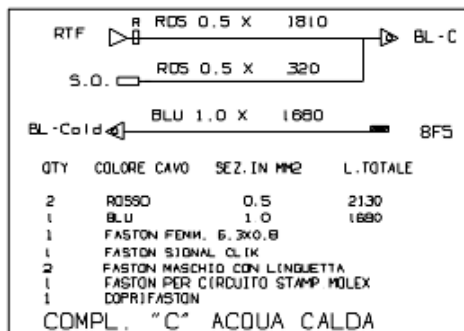 R ROS 0.5 X 1810
RTF BL-C
ROS 0.5 X 320
S.O.
BLU 1.0 X 1680
BL-Cold 8F5
QTY COLORE CAVO SEZ.IN MM2 L.TOTALE
2 ROSSO 0.5 2130
1 BLU 1.0 1680
1 FASTON FEMM. 6.3X0.8
1 FASTON SIGNAL CLIK
2 FASTON MASCHIO CON LINGUETTA
1 FASTON PER CIRCUITO STAMP MOLEX
1 COPRIFASTON
COMPL. "C" ACQUA CALDA